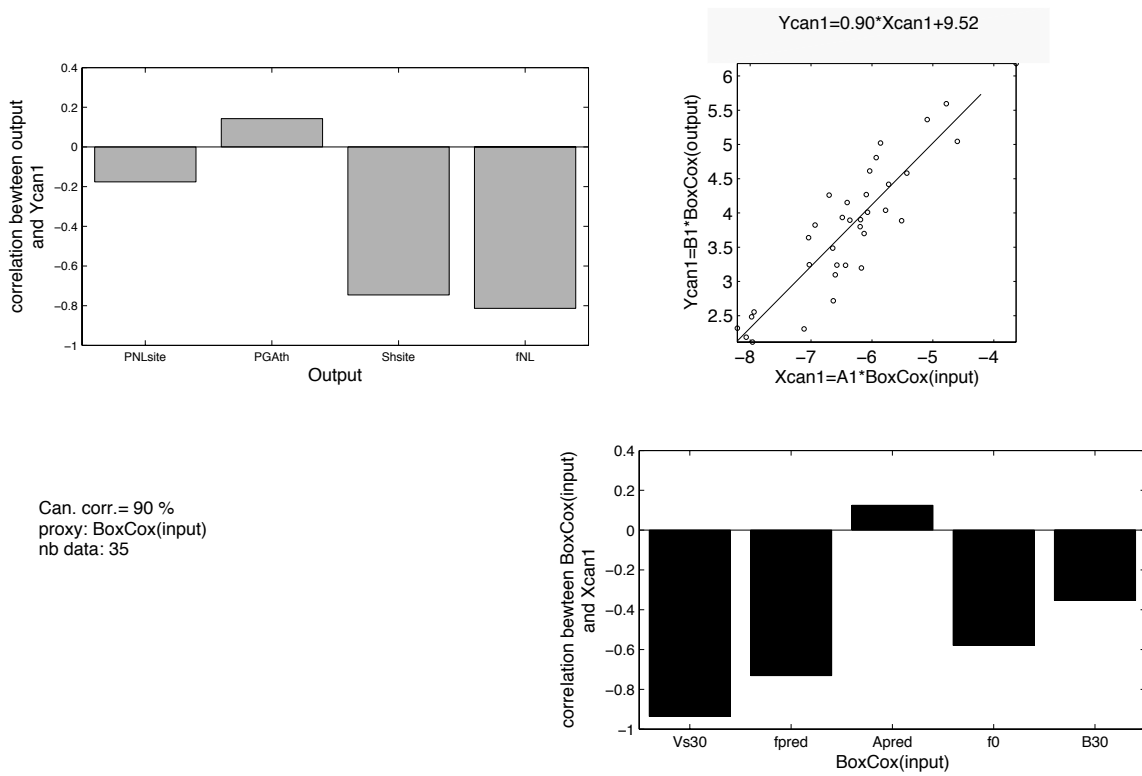 correlation bewteen output
and Ycan1
0.4
0.2
0
−0.2
−0.4
−0.6
−0.8
−1
PNLsite
PGAth
Shsite
fNL
Output
Ycan1=0.90*Xcan1+9.52
Ycan1=B1*BoxCox(output)
6
5.5
5
4.5
4
3.5
3
2.5
−8
−7
−6
−5
−4
Xcan1=A1*BoxCox(input)
Can. corr.= 90 %
proxy: BoxCox(input)
nb data: 35
correlation bewteen BoxCox(input)
and Xcan1
0.4
0.2
0
−0.2
−0.4
−0.6
−0.8
−1
Vs30
fpred
Apred
f0
B30
BoxCox(input)